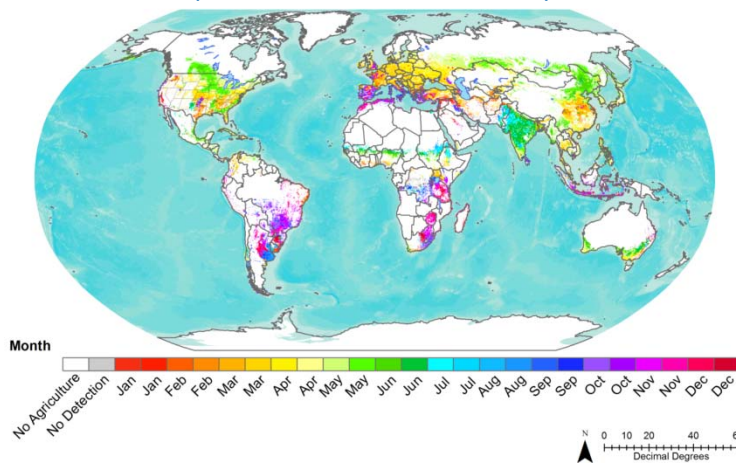 Month
No Agriculture
No Detection
Jan
Jan
Feb
Feb
Mar
Mar
Apr
Apr
May
May
Jun
Jun
Jul
Jul
Aug
Aug
Sep
Sep
Oct
Oct
Nov
Nov
Dec
Dec
N
0 10 20 40 6
Decimal Degrees